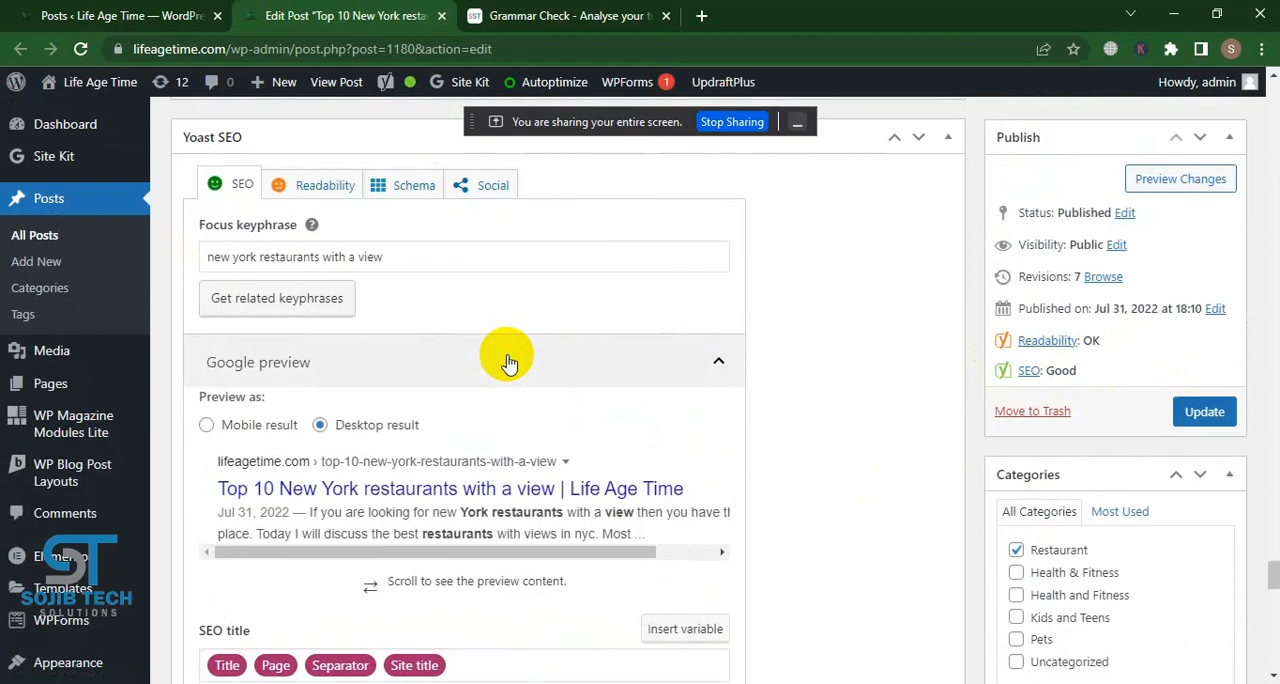 Posts ‹ Life Age Time — WordPre
Edit Post "Top 10 New York resta
Grammar Check - Analyse your t
lifeagetime.com/wp-admin/post.php?post=1180&action=edit
K
S
Life Age Time
12
0
New
View Post
Site Kit
Autoptimize
WPForms 1
UpdraftPlus
Howdy, admin
You are sharing your entire screen.
Stop Sharing
Dashboard
Site Kit
Posts
All Posts
Add New
Categories
Tags
Media
Pages
WP Magazine
Modules Lite
WP Blog Post
Layouts
Comments
Templates
WPForms
Appearance
ST
SOJIB TECH
SOLUTIONS
Yoast SEO
SEO
Readability
Schema
Social
Focus keyphrase ?
new york restaurants with a view
Get related keyphrases
Google preview
Preview as:
Mobile result
Desktop result
lifeagetime.com › top-10-new-york-restaurants-with-a-view
Top 10 New York restaurants with a view | Life Age Time
Jul 31, 2022 — If you are looking for new York restaurants with a view then you have th
place. Today I will discuss the best restaurants with views in nyc. Most ...
Scroll to see the preview content.
SEO title
Insert variable
Title
Page
Separator
Site title
Publish
Preview Changes
Status: Published Edit
Visibility: Public Edit
Revisions: 7 Browse
Published on: Jul 31, 2022 at 18:10 Edit
Readability: OK
SEO: Good
Move to Trash
Update
Categories
All Categories
Most Used
Restaurant
Health & Fitness
Health and Fitness
Kids and Teens
Pets
Uncategorized